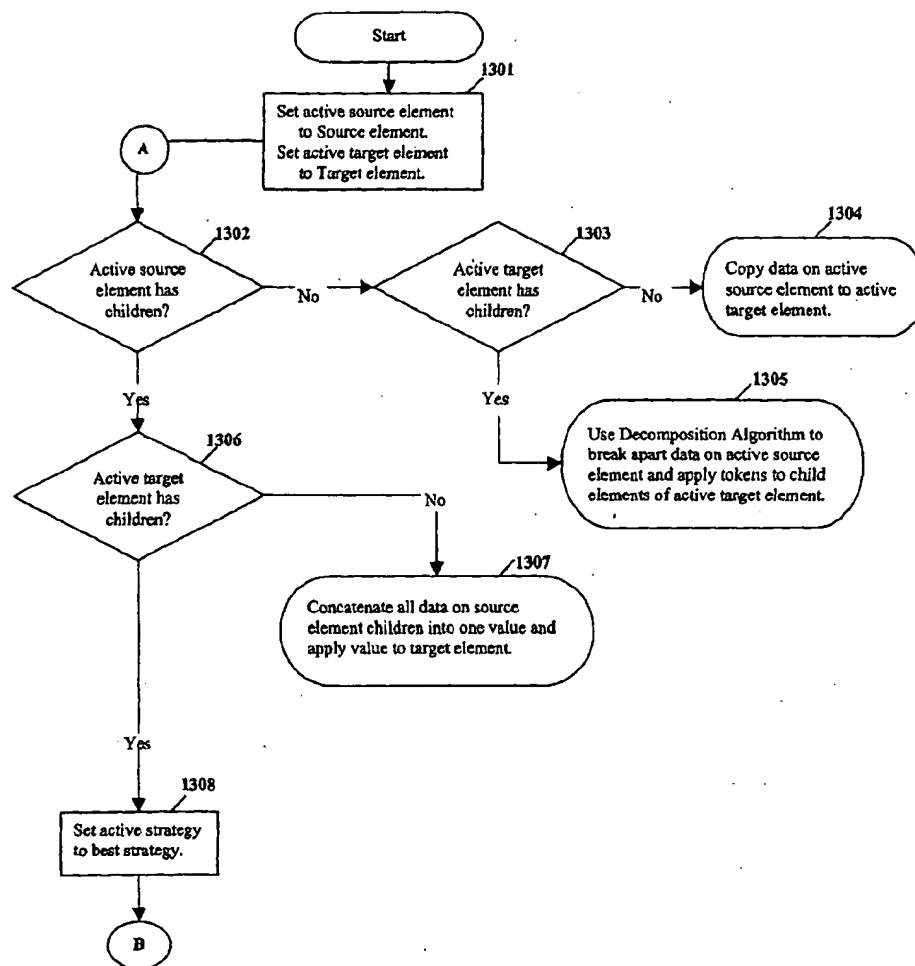 Start
1301
Set active source element
to Source element.
Set active target element
to Target element.
A
1302
Active source
element has
children?
No
1303
Active target
element has
children?
No
1304
Copy data on active
source element to active
target element.
Yes
Yes
1305
Use Decomposition Algorithm to
break apart data on active source
element and apply tokens to child
elements of active target element.
1306
Active target
element has
children?
No
1307
Concatenate all data on source
element children into one value and
apply value to target element.
Yes
1308
Set active strategy
to best strategy.
B